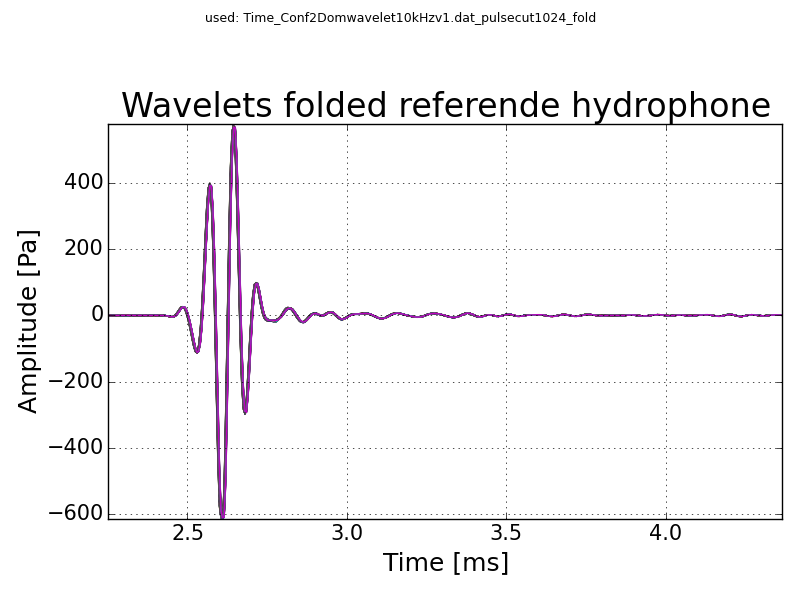 used: Time_Conf2Domwavelet10kHzv1.dat_pulsecut1024_fold
Wavelets folded referende hydrophone
400
200
0
−200
−400
−600
Amplitude [Pa]
2.5 3.0 3.5 4.0
Time [ms]